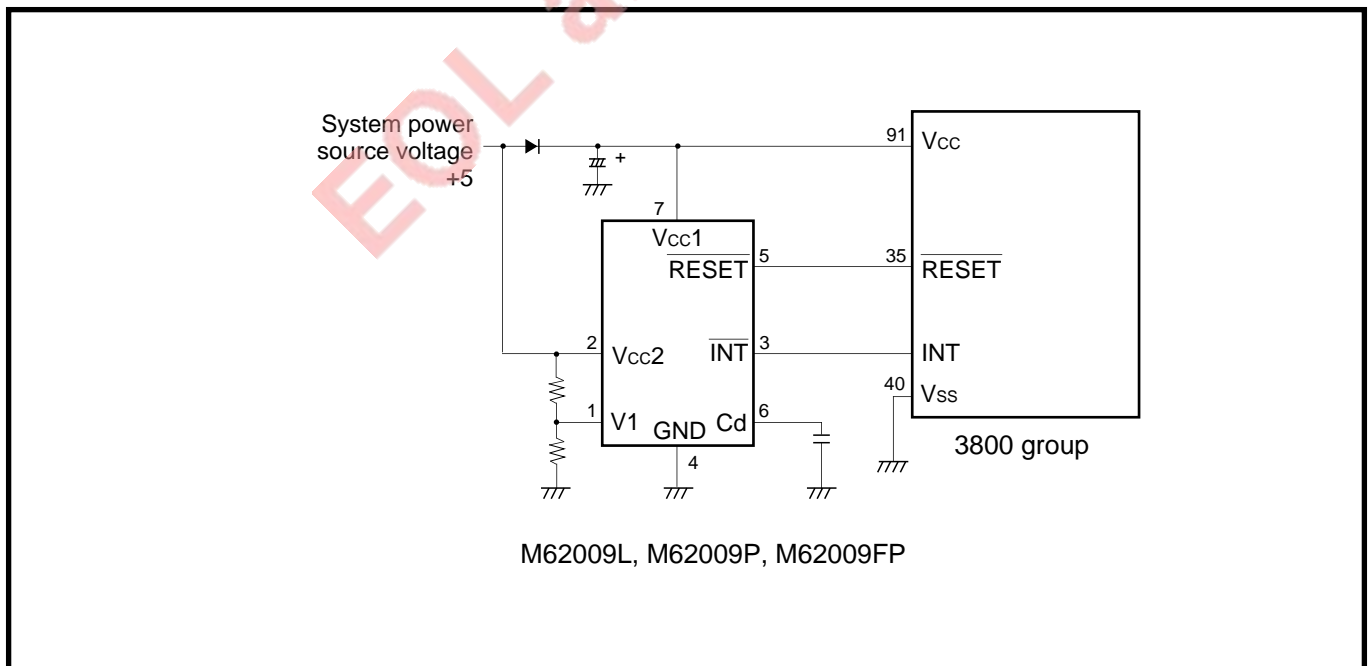 EOL a
System power
source voltage
+5
+
91
VCC
7
VCC1
RESET
5
35
RESET
2
VCC2
INT
3
INT
40
VSS
1
V1
GND
Cd
6
4
3800 group
M62009L, M62009P, M62009FP